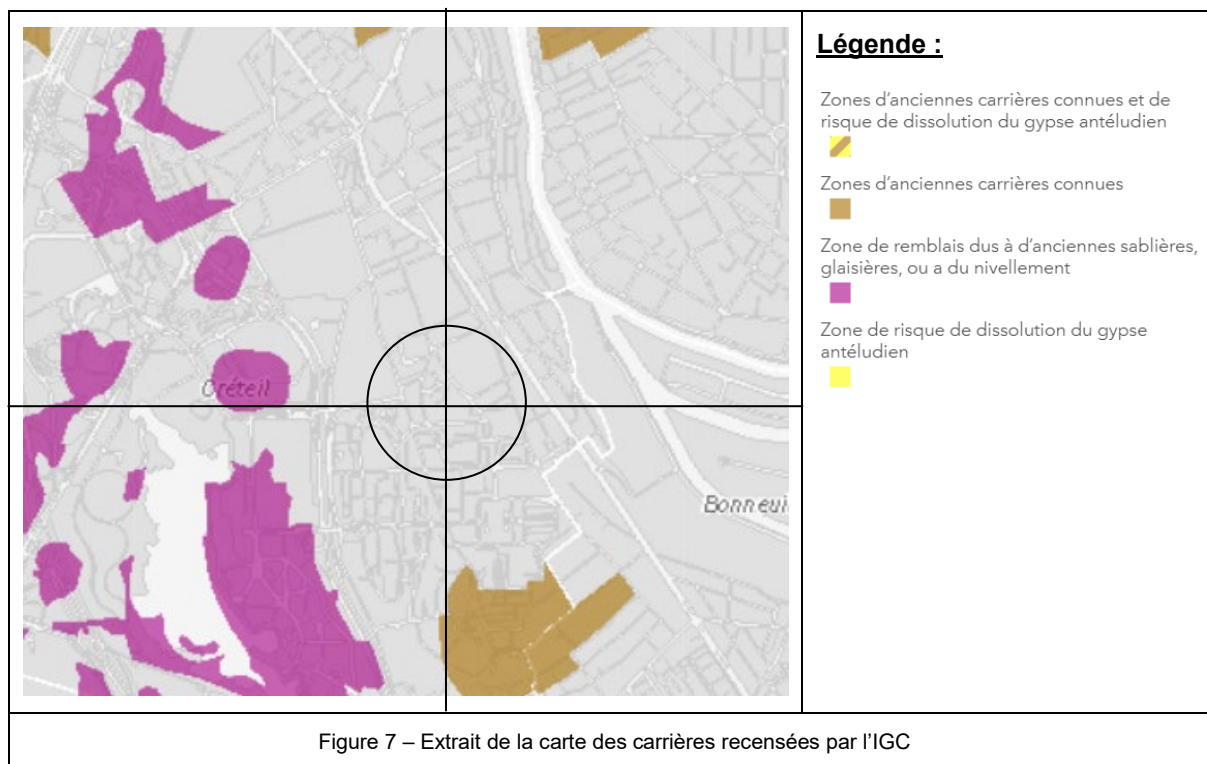 Légende :
Zones d'anciennes carrières connues et de
risque de dissolution du gypse antéludien
Zones d'anciennes carrières connues
Zone de remblais dus à d'anciennes sablières,
glaisières, ou a du nivellement
Zone de risque de dissolution du gypse
antéludien
Créteil
Bonneui
Figure 7 – Extrait de la carte des carrières recensées par l'IGC